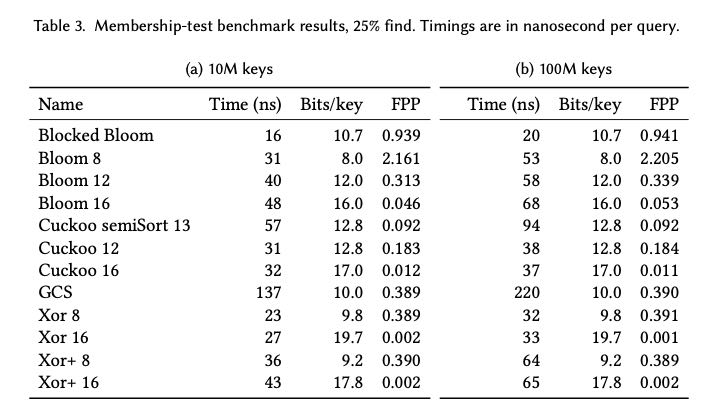 Table 3. Membership-test benchmark results, 25% find. Timings are in nanosecond per query.
(a) 10M keys (b) 100M keys
Name Time (ns) Bits/key FPP Time (ns) Bits/key FPP
Blocked Bloom 16 10.7 0.939 20 10.7 0.941
Bloom 8 31 8.0 2.161 53 8.0 2.205
Bloom 12 40 12.0 0.313 58 12.0 0.339
Bloom 16 48 16.0 0.046 68 16.0 0.053
Cuckoo semiSort 13 57 12.8 0.092 94 12.8 0.092
Cuckoo 12 31 12.8 0.183 38 12.8 0.184
Cuckoo 16 32 17.0 0.012 37 17.0 0.011
GCS 137 10.0 0.389 220 10.0 0.390
Xor 8 23 9.8 0.389 32 9.8 0.391
Xor 16 27 19.7 0.002 33 19.7 0.001
Xor+ 8 36 9.2 0.390 64 9.2 0.389
Xor+ 16 43 17.8 0.002 65 17.8 0.002